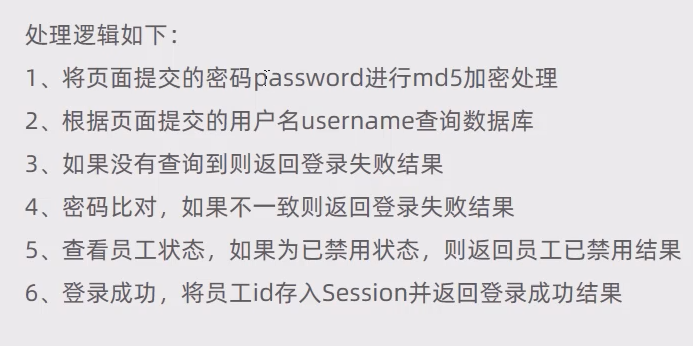 处理逻辑如下：
1、将页面提交的密码password进行md5加密处理
2、根据页面提交的用户名username查询数据库
3、如果没有查询到则返回登录失败结果
4、密码比对，如果不一致则返回登录失败结果
5、查看员工状态，如果为已禁用状态，则返回员工已禁用结果
6、登录成功，将员工id存入Session并返回登录成功结果